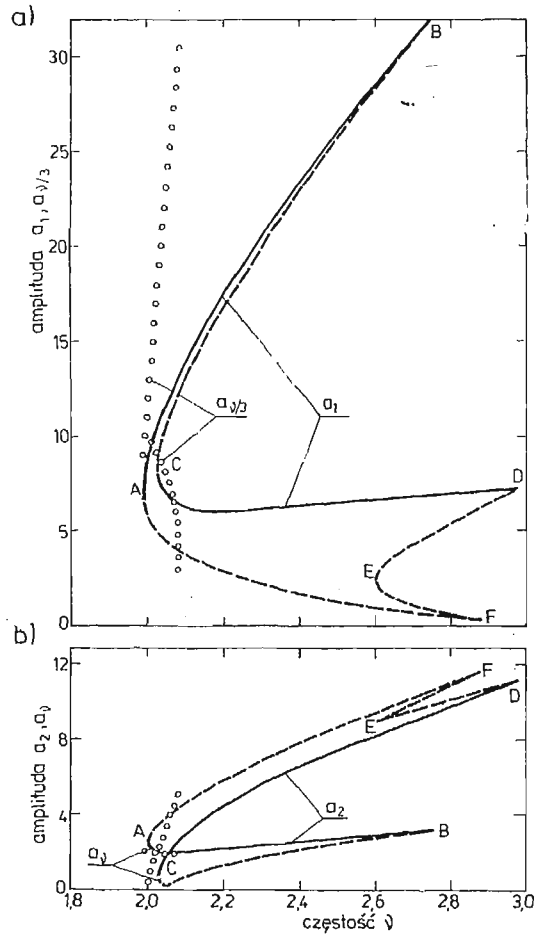 a)
amplituda a₁, aν/₃
30
25
20
15
10
5
0
B
aν/₃
a₁
C
A
D
E
F
b)
amplituda a₂, aν
12
8
4
0
F
D
E
A
a₂
B
aν
C
1,8 2,0 2,2 2,4 2,6 2,8 3,0
częstość ν